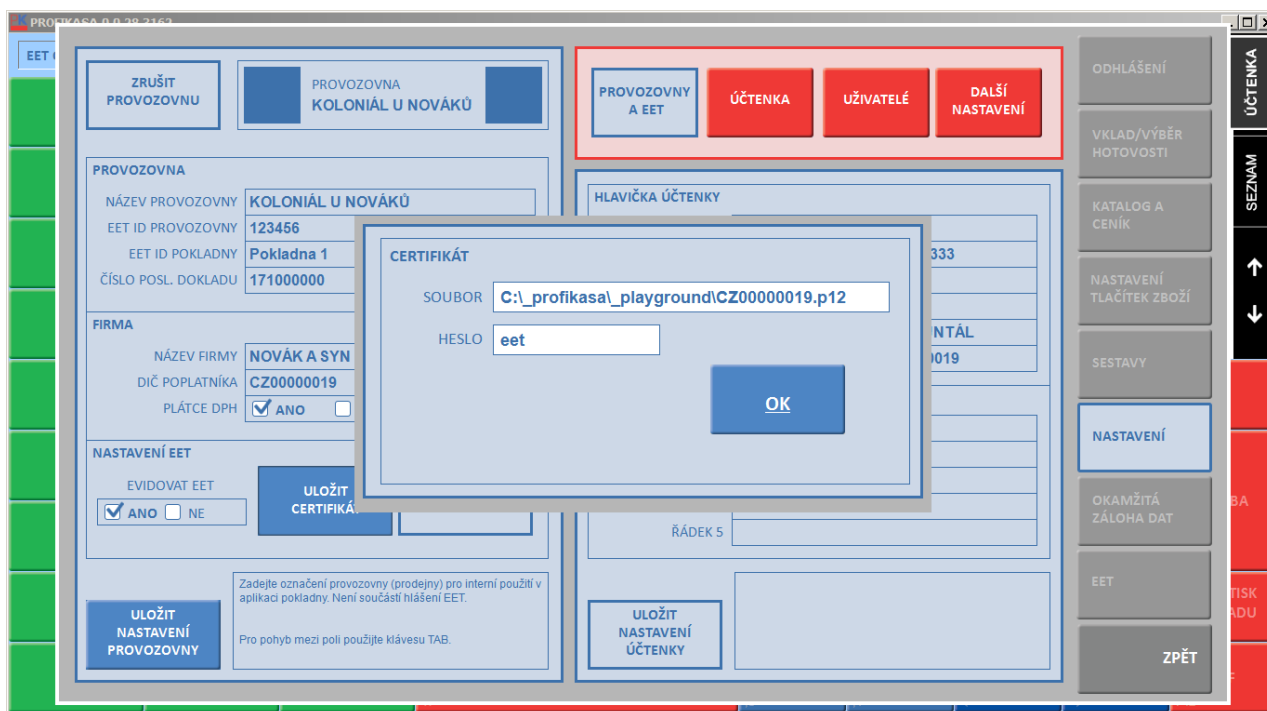 PROFIKASA 0.9.28.3162
EET
ZRUŠIT
PROVOZOVNU
PROVOZOVNA
KOLONIÁL U NOVÁKŮ
PROVOZOVNY
A EET
ÚČTENKA
UŽIVATELÉ
DALŠÍ
NASTAVENÍ
ODHLÁŠENÍ
VKLAD/VÝBĚR
HOTOVOSTI
KATALOG A
CENÍK
NASTAVENÍ
TLAČÍTEK ZBOŽÍ
SESTAVY
NASTAVENÍ
OKAMŽITÁ
ZÁLOHA DAT
EET
ZPĚT
ÚČTENKA
SEZNAM
PROVOZOVNA
NÁZEV PROVOZOVNY KOLONIÁL U NOVÁKŮ
EET ID PROVOZOVNY 123456
EET ID POKLADNY Pokladna 1
ČÍSLO POSL. DOKLADU 171000000
FIRMA
NÁZEV FIRMY NOVÁK A SYN
DIČ POPLATNÍKA CZ00000019
PLÁTCE DPH ANO
NASTAVENÍ EET
EVIDOVAT EET
ANO NE
ULOŽIT
ULOŽIT
NASTAVENÍ
PROVOZOVNY
Zadejte označení provozovny (prodejny) pro interní použití v
aplikaci pokladny. Není součástí hlášení EET.
Pro pohyb mezi poli použijte klávesu TAB.
HLAVIČKA ÚČTENKY
333
NTÁL
0019
ŘÁDEK 5
ULOŽIT
NASTAVENÍ
ÚČTENKY
CERTIFIKÁT
SOUBOR C:\_profikasa\_playground\CZ00000019.p12
HESLO eet
OK
BA
TISK
ADU